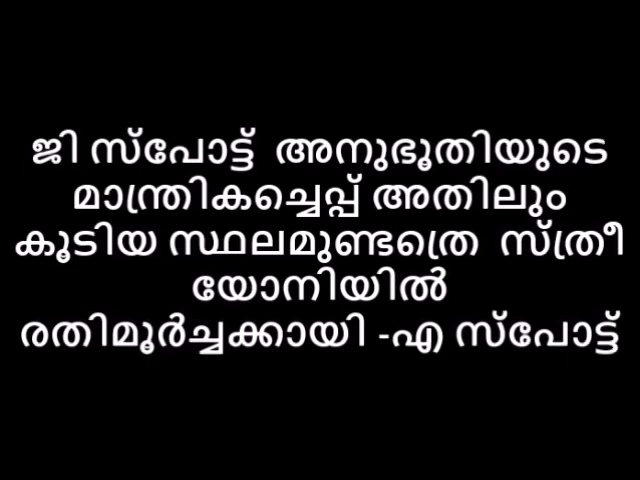 ജി സ്പോട്ട് അനുഭൂതിയുടെ
മാന്ത്രികച്ചെപ്പ് അതിലും
കൂടിയ സ്ഥലമുണ്ടത്രെ സ്ത്രീ
യോനിയിൽ
രതിമൂർച്ചക്കായി -എ സ്പോട്ട്